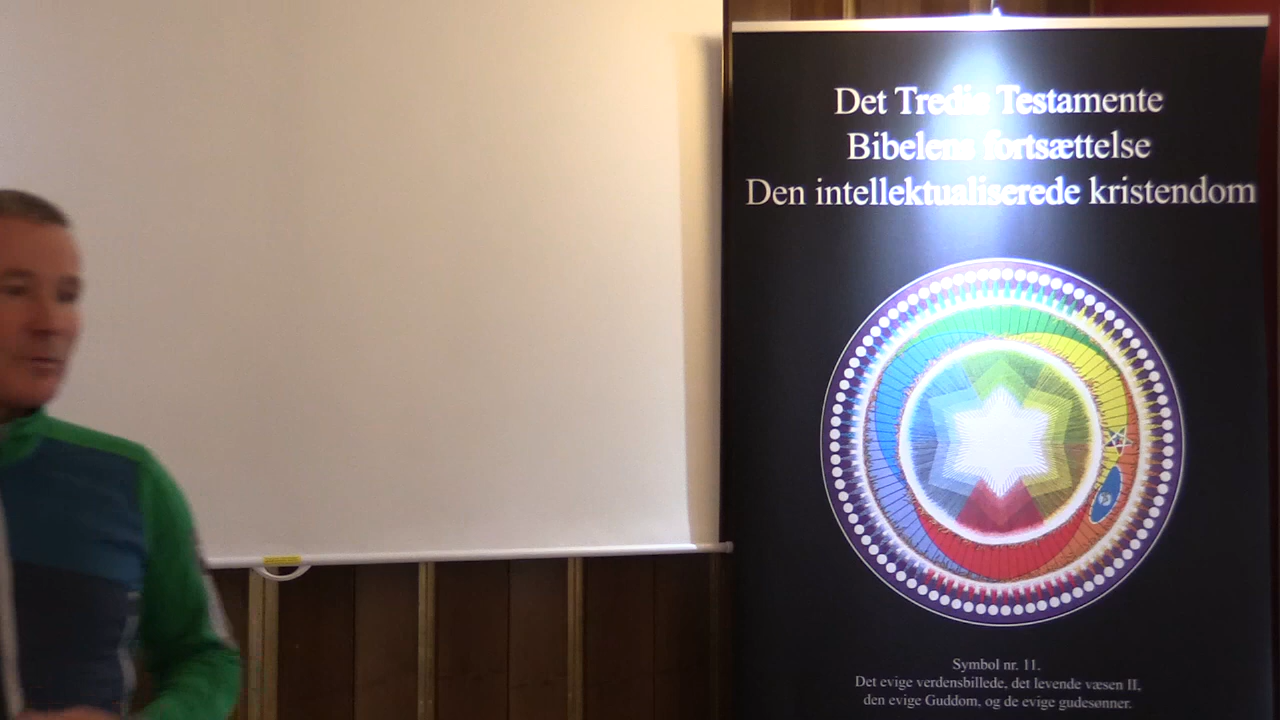 Det Tredie Testamente
Bibelens fortsættelse
Den intellektualiserede kristendom
Symbol nr. 11.
Det evige verdensbillede, det levende væsen II,
den evige Guddom, og de evige gudesønner.